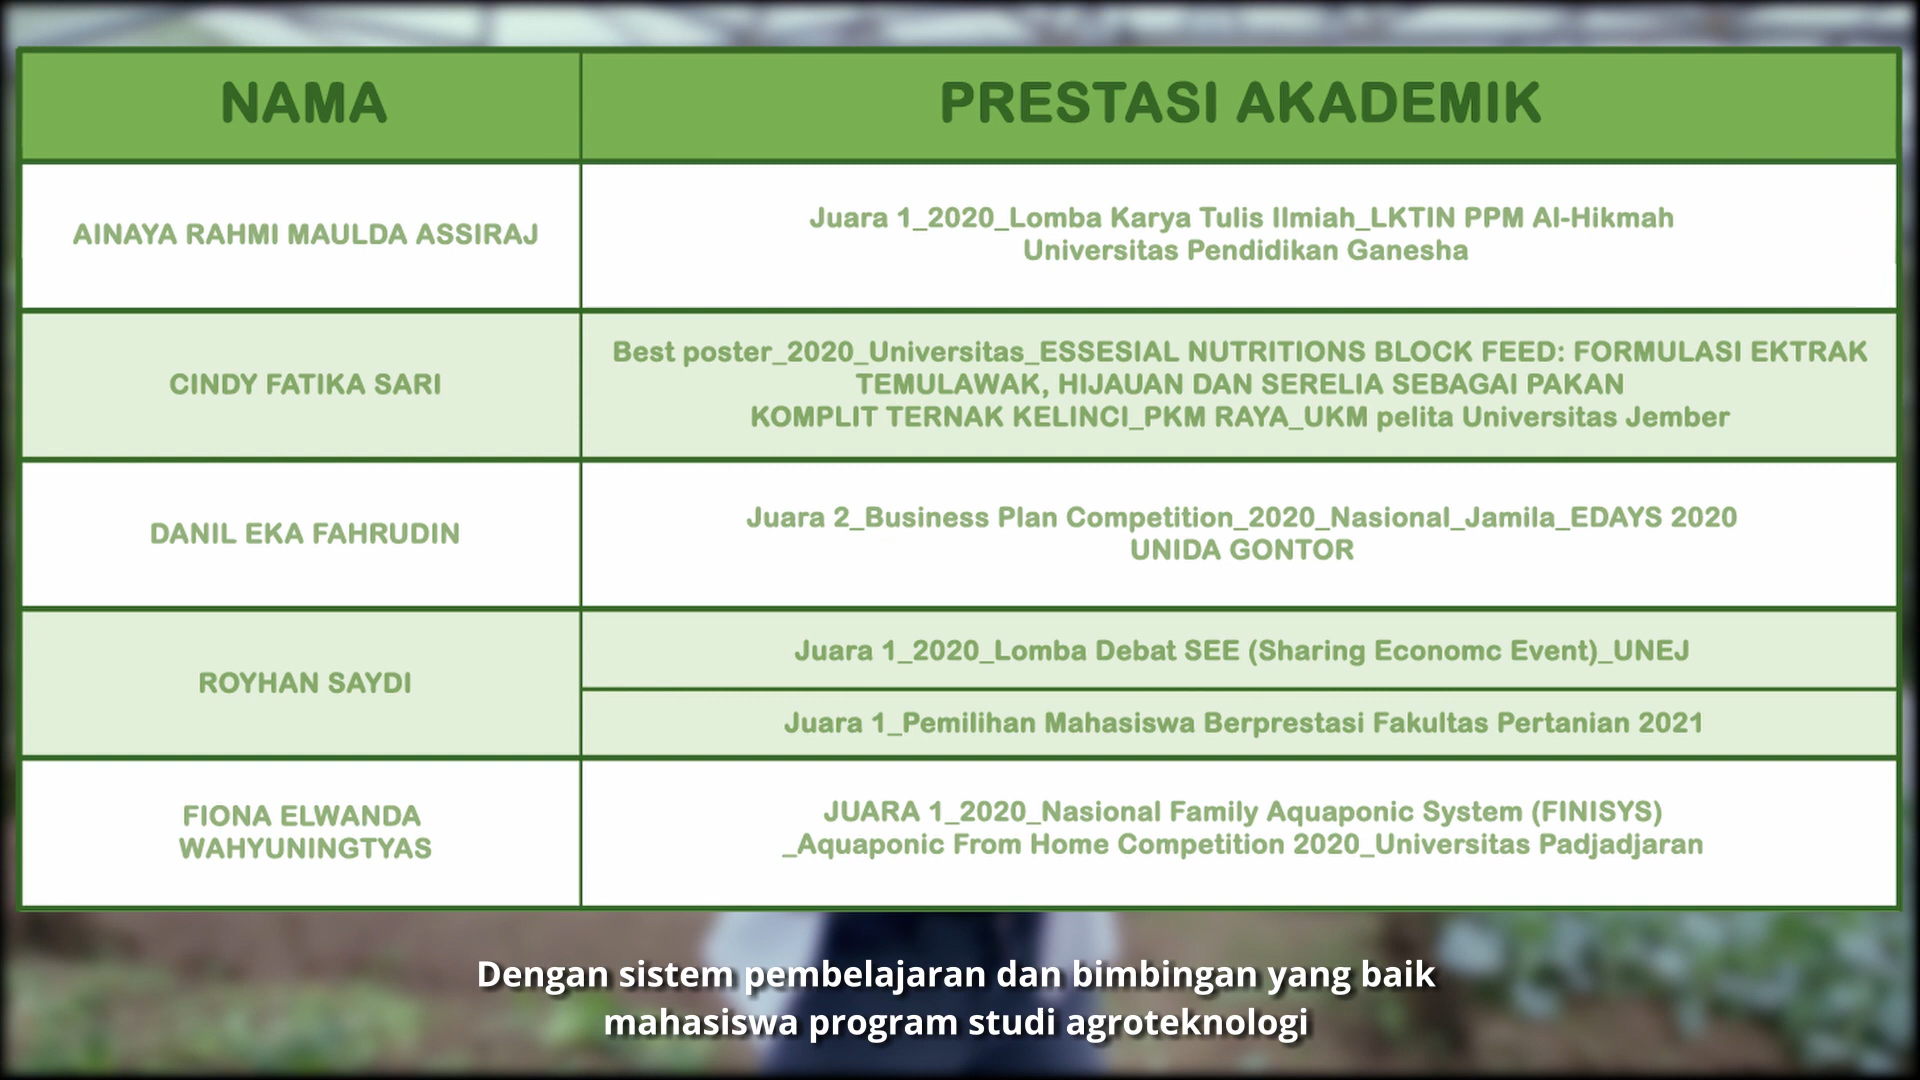 NAMA
PRESTASI AKADEMIK
AINAYA RAHMI MAULDA ASSIRAJ
Juara 1_2020_Lomba Karya Tulis Ilmiah_LKTIN PPM Al-Hikmah
Universitas Pendidikan Ganesha
CINDY FATIKA SARI
Best poster_2020_Universitas_ESSESIAL NUTRITIONS BLOCK FEED: FORMULASI EKTRAK
TEMULAWAK, HIJAUAN DAN SERELIA SEBAGAI PAKAN
KOMPLIT TERNAK KELINCI_PKM RAYA_UKM pelita Universitas Jember
DANIL EKA FAHRUDIN
Juara 2_Business Plan Competition_2020_Nasional_Jamila_EDAYS 2020
UNIDA GONTOR
ROYHAN SAYDI
Juara 1_2020_Lomba Debat SEE (Sharing Economc Event)_UNEJ
Juara 1_Pemilihan Mahasiswa Berprestasi Fakultas Pertanian 2021
FIONA ELWANDA
WAHYUNINGTYAS
JUARA 1_2020_Nasional Family Aquaponic System (FINISYS)
_Aquaponic From Home Competition 2020_Universitas Padjadjaran
Dengan sistem pembelajaran dan bimbingan yang baik
mahasiswa program studi agroteknologi